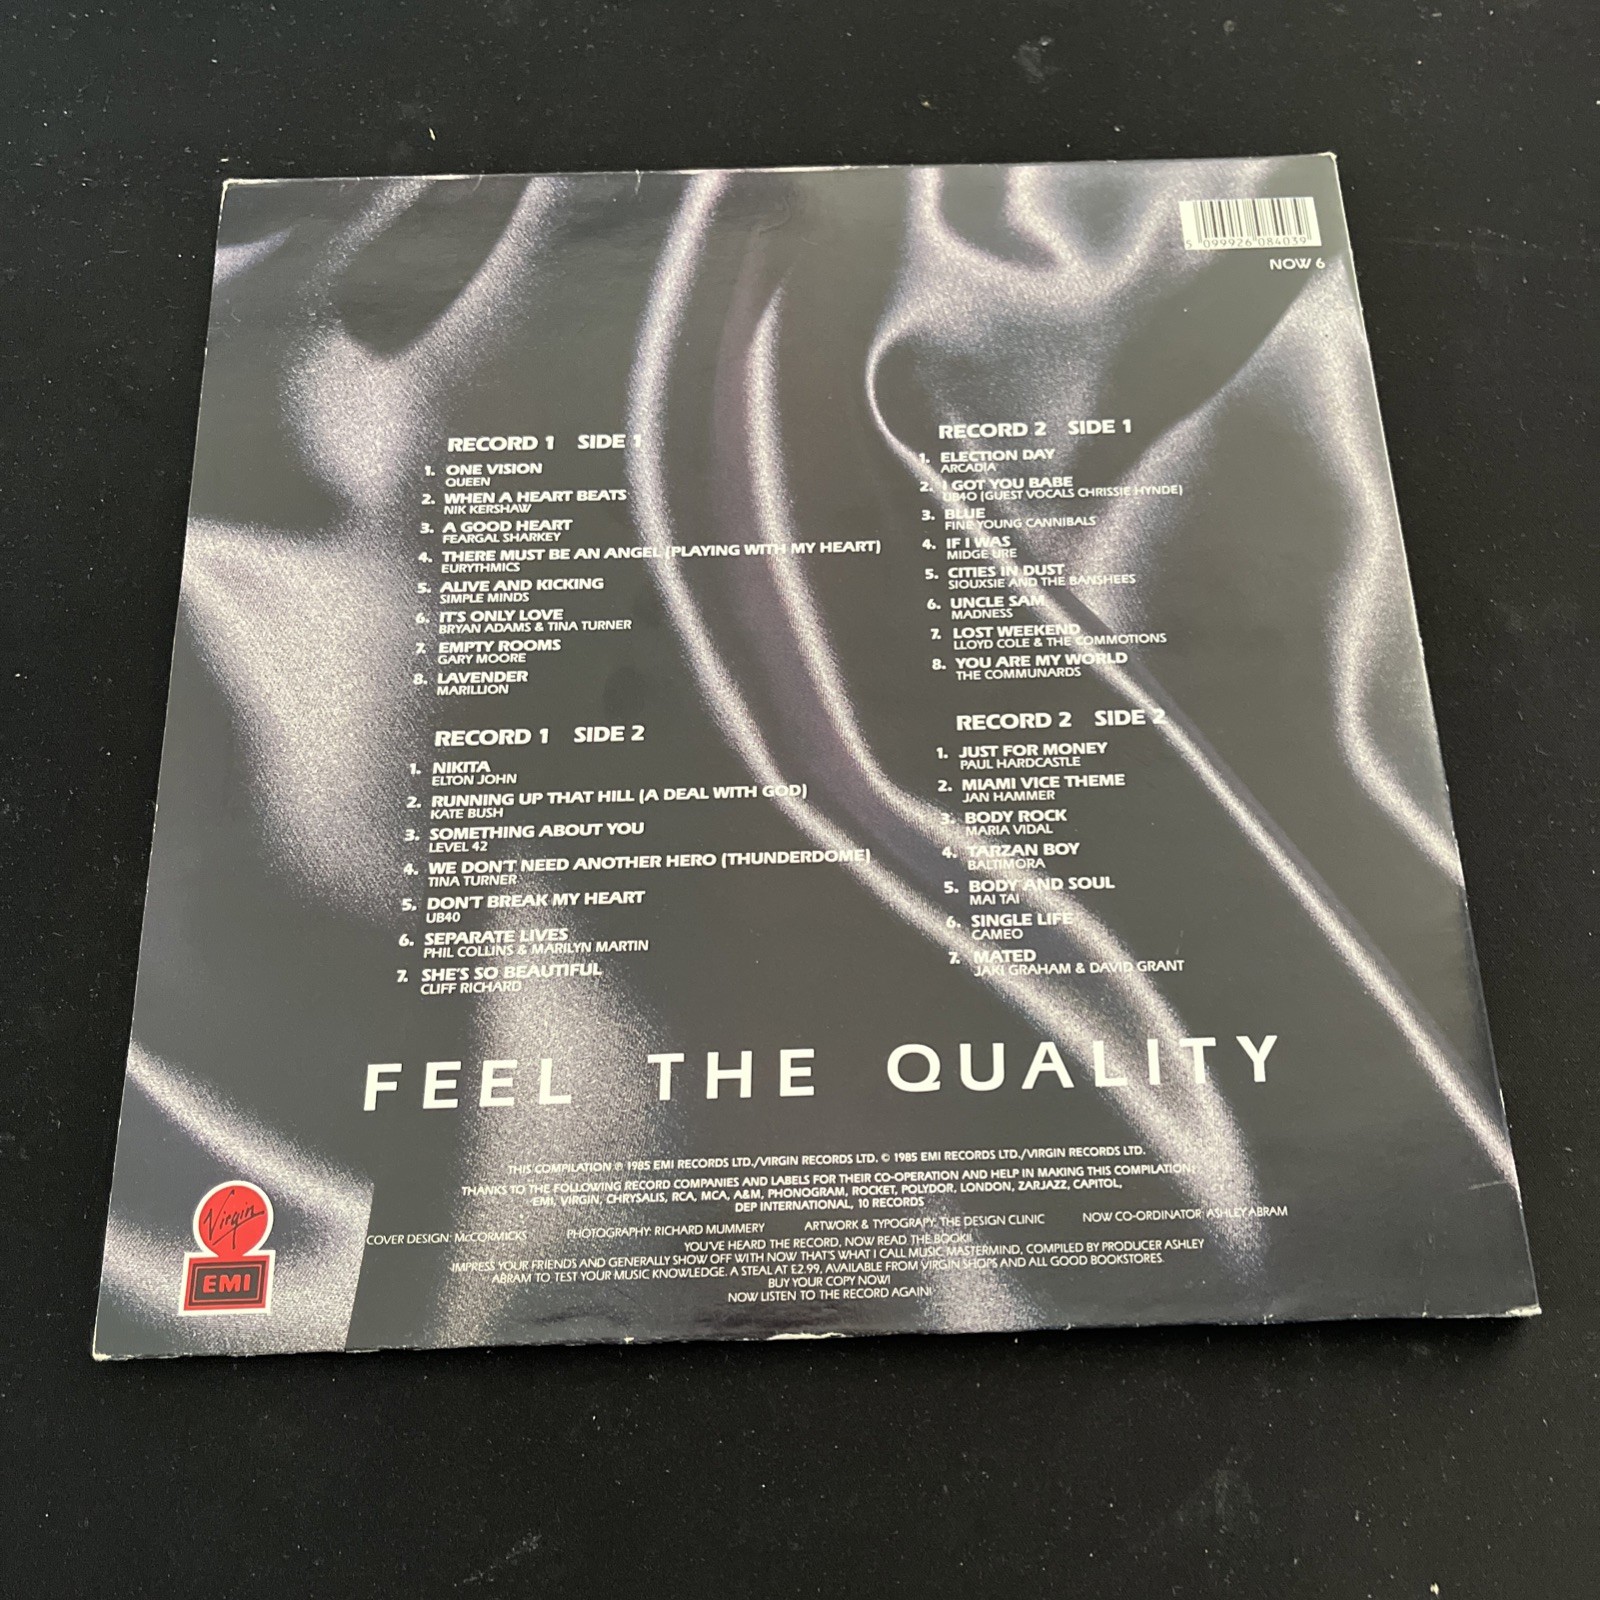 5 099926 084039
NOW 6
RECORD 1 SIDE 1
1. ONE VISION
QUEEN
2. WHEN A HEART BEATS
NIK KERSHAW
3. A GOOD HEART
FEARGAL SHARKEY
4. THERE MUST BE AN ANGEL (PLAYING WITH MY HEART)
EURYTHMICS
5. ALIVE AND KICKING
SIMPLE MINDS
6. IT'S ONLY LOVE
BRYAN ADAMS & TINA TURNER
7. EMPTY ROOMS
GARY MOORE
8. LAVENDER
MARILLION
RECORD 1 SIDE 2
1. NIKITA
ELTON JOHN
2. RUNNING UP THAT HILL (A DEAL WITH GOD)
KATE BUSH
3. SOMETHING ABOUT YOU
LEVEL 42
4. WE DON'T NEED ANOTHER HERO (THUNDERDOME)
TINA TURNER
5. DON'T BREAK MY HEART
UB40
6. SEPARATE LIVES
PHIL COLLINS & MARILYN MARTIN
7. SHE'S SO BEAUTIFUL
CLIFF RICHARD
RECORD 2 SIDE 1
1. ELECTION DAY
ARCADIA
2. I GOT YOU BABE
UB40 (GUEST VOCALS CHRISSIE HYNDE)
3. BLUE
FINE YOUNG CANNIBALS
4. IF I WAS
MIDGE URE
5. CITIES IN DUST
SIOUXSIE AND THE BANSHEES
6. UNCLE SAM
MADNESS
7. LOST WEEKEND
LLOYD COLE & THE COMMOTIONS
8. YOU ARE MY WORLD
THE COMMUNARDS
RECORD 2 SIDE 2
1. JUST FOR MONEY
PAUL HARDCASTLE
2. MIAMI VICE THEME
JAN HAMMER
3. BODY ROCK
MARIA VIDAL
4. TARZAN BOY
BALTIMORA
5. BODY AND SOUL
MAI TAI
6. SINGLE LIFE
CAMEO
7. MATED
JAKI GRAHAM & DAVID GRANT
FEEL THE QUALITY
THIS COMPILATION ℗ 1985 EMI RECORDS LTD./VIRGIN RECORDS LTD. © 1985 EMI RECORDS LTD./VIRGIN RECORDS LTD.
THANKS TO THE FOLLOWING RECORD COMPANIES AND LABELS FOR THEIR CO-OPERATION AND HELP IN MAKING THIS COMPILATION:
EMI, VIRGIN, CHRYSALIS, RCA, MCA, A&M, PHONOGRAM, ROCKET, POLYDOR, LONDON, ZARJAZZ, CAPITOL,
DEP INTERNATIONAL, 10 RECORDS
COVER DESIGN: McCORMICKS PHOTOGRAPHY: RICHARD MUMMERY ARTWORK & TYPOGRAPY: THE DESIGN CLINIC NOW CO-ORDINATOR: ASHLEY ABRAM
YOU'VE HEARD THE RECORD, NOW READ THE BOOK!!
IMPRESS YOUR FRIENDS AND GENERALLY SHOW OFF WITH NOW THAT'S WHAT I CALL MUSIC MASTERMIND, COMPILED BY PRODUCER ASHLEY
ABRAM TO TEST YOUR MUSIC KNOWLEDGE. A STEAL AT £2.99, AVAILABLE FROM VIRGIN SHOPS AND ALL GOOD BOOKSTORES.
BUY YOUR COPY NOW!
NOW LISTEN TO THE RECORD AGAIN!
Virgin
EMI